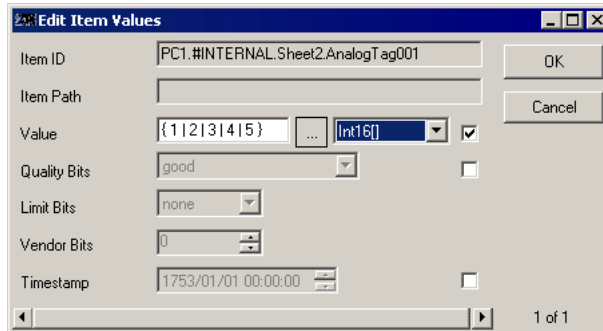 Edit Item Values
Item ID PC1.#INTERNAL.Sheet2.AnalogTag001 OK
Item Path Cancel
Value {1|2|3|4|5} ... Int16[]
Quality Bits good
Limit Bits none
Vendor Bits 0
Timestamp 1753/01/01 00:00:00
1 of 1